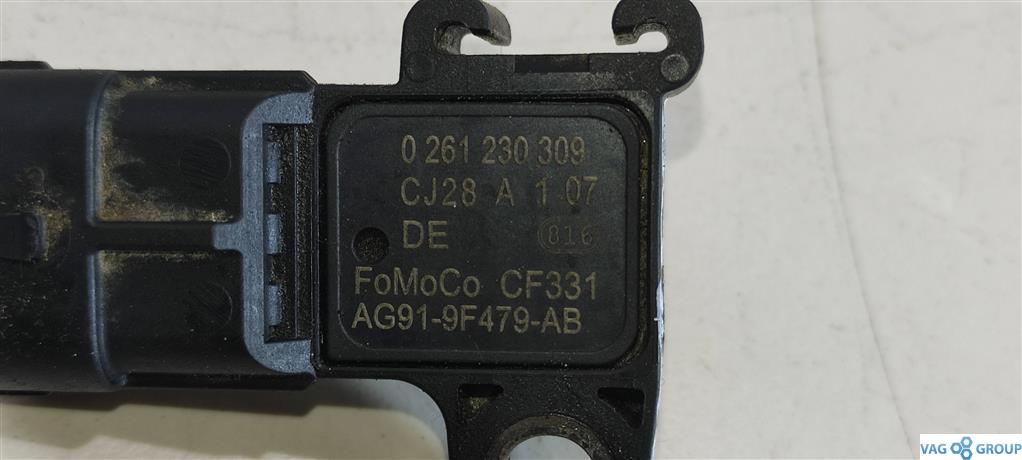 0 261 230 309
CJ28 A 1 07
DE 816
FoMoCo CF331
AG91-9F479-AB
VAG GROUP